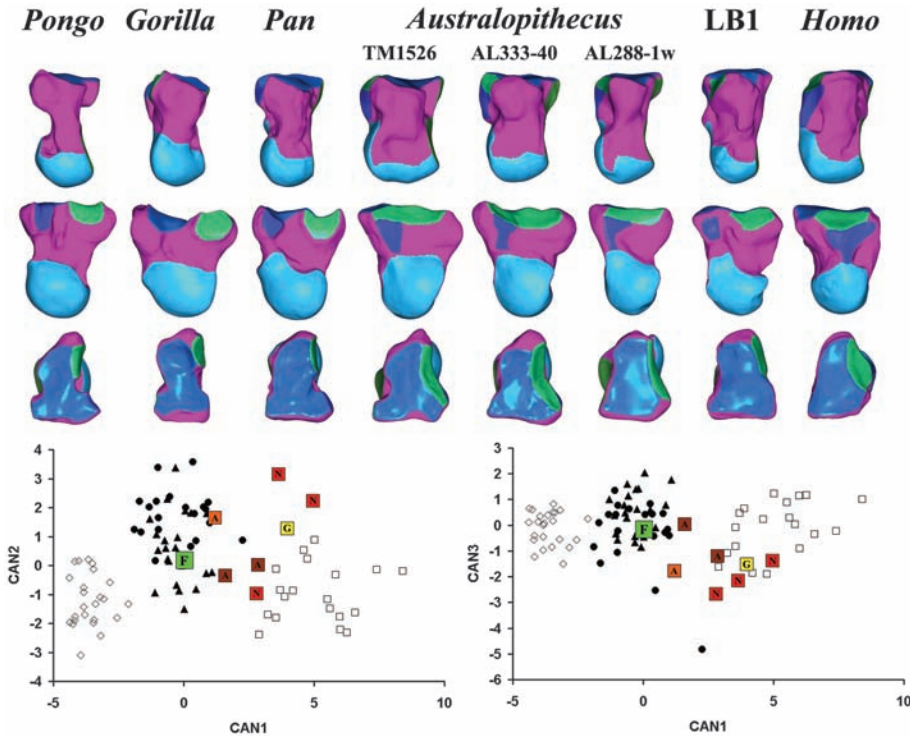 Pongo Gorilla Pan Australopithecus LB1 Homo
TM1526 AL333-40 AL288-1w
4
3
2
1
0
-1
-2
-3
-4
CAN2
-5 0 5 10
CAN1
F
A
A
A
N
N
N
G
3
2
1
0
-1
-2
-3
-4
-5
-6
CAN3
-5 0 5 10
CAN1
F
A
A
A
G
N
N
N